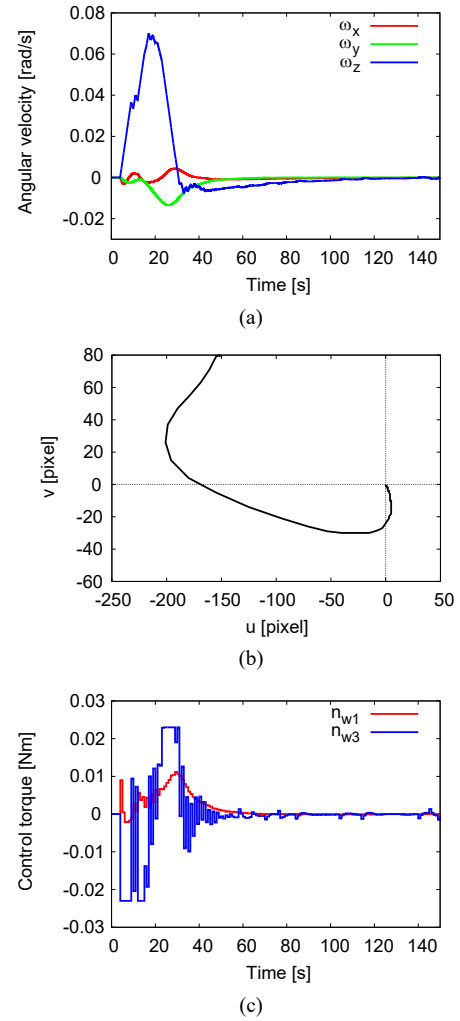 0.08
0.06
0.04
0.02
0
-0.02
Angular velocity [rad/s]
ωx
ωy
ωz
0 20 40 60 80 100 120 140
Time [s]
(a)
80
60
40
20
0
-20
-40
-60
v [pixel]
-250 -200 -150 -100 -50 0 50
u [pixel]
(b)
0.03
0.02
0.01
0
-0.01
-0.02
-0.03
Control torque [Nm]
nw1
nw3
0 20 40 60 80 100 120 140
Time [s]
(c)